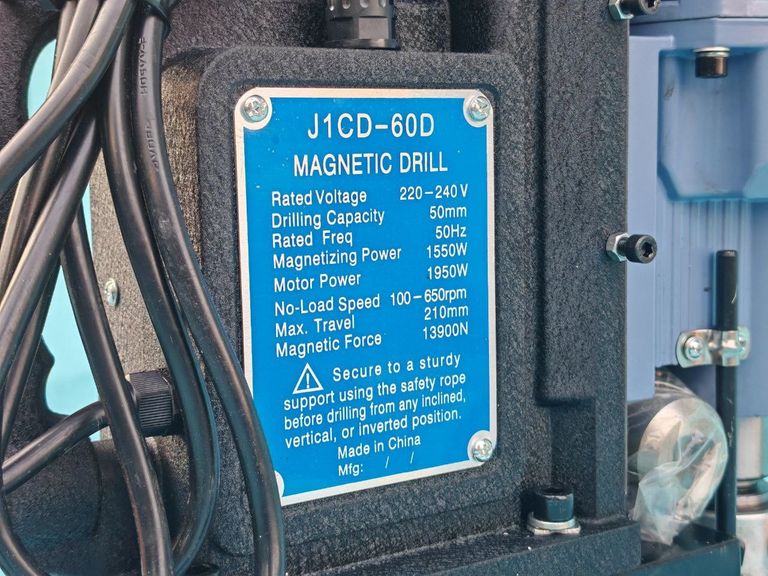 J1CD-60D
MAGNETIC DRILL
Rated Voltage 220-240V
Drilling Capacity 50mm
Rated Freq 50Hz
Magnetizing Power 1550W
Motor Power 1950W
No-Load Speed 100-650rpm
Max. Travel 210mm
Magnetic Force 13900N
Secure to a sturdy
support using the safety rope
before drilling from any inclined,
vertical, or inverted position.
Made in China
Mfg: / /